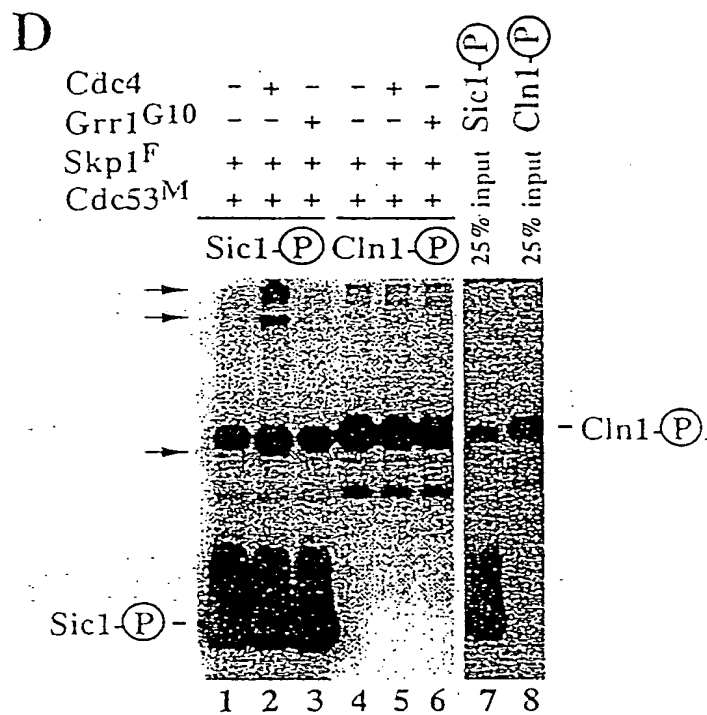 D
Cdc4 - + - - + -
Grr1G10 - - + - - +
Skp1F + + + + + +
Cdc53M + + + + + +
Sic1-P Cln1-P
25% input Sic1-P
25% input Cln1-P
- Cln1-P
Sic1-P -
1 2 3 4 5 6 7 8